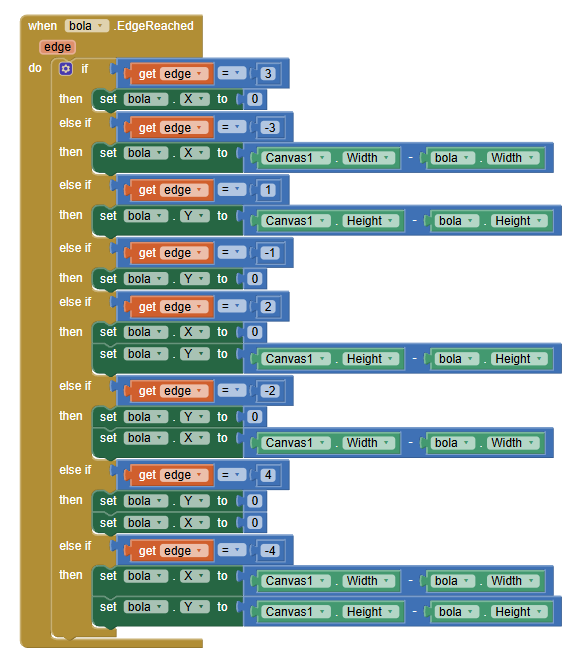 when bola .EdgeReached
edge
do if get edge = 3
then set bola . X to 0
else if get edge = -3
then set bola . X to Canvas1 . Width - bola . Width
else if get edge = 1
then set bola . Y to Canvas1 . Height - bola . Height
else if get edge = -1
then set bola . Y to 0
else if get edge = 2
then set bola . X to 0
set bola . Y to Canvas1 . Height - bola . Height
else if get edge = -2
then set bola . Y to 0
set bola . X to Canvas1 . Width - bola . Width
else if get edge = 4
then set bola . Y to 0
set bola . X to 0
else if get edge = -4
then set bola . X to Canvas1 . Width - bola . Width
set bola . Y to Canvas1 . Height - bola . Height